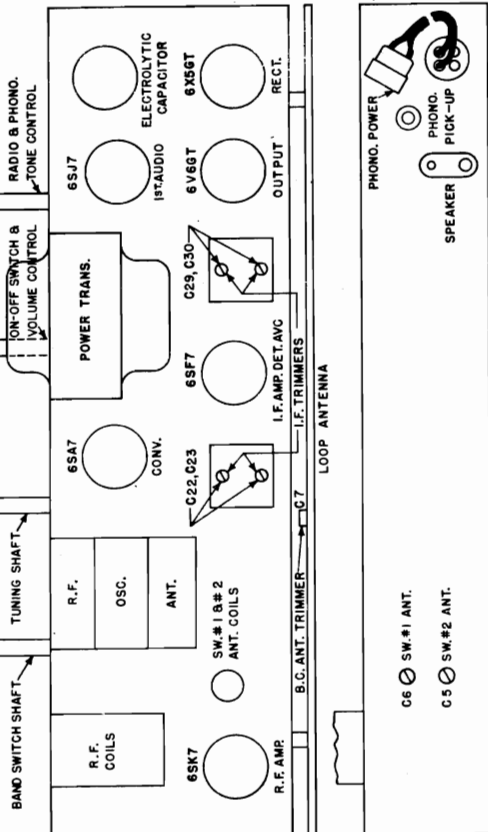 BAND SWITCH SHAFT
TUNING SHAFT
ON-OFF SWITCH &
VOLUME CONTROL
RADIO & PHONO.
TONE CONTROL
R.F.
COILS
R.F.
OSC.
ANT.
6SA7
CONV.
POWER TRANS.
6SJ7
1ST.AUDIO
ELECTROLYTIC
CAPACITOR
6SK7
R.F. AMP.
SW.#1 & #2
ANT. COILS
C22,C23
6SF7
I.F. AMP. DET. AVC
C29,C30
6V6GT
OUTPUT
6X5GT
RECT.
B.C. ANT. TRIMMER
C7
I.F. TRIMMERS
LOOP ANTENNA
C6 SW.#1 ANT.
C5 SW.#2 ANT.
SPEAKER
PHONO.
PICK-UP
PHONO. POWER